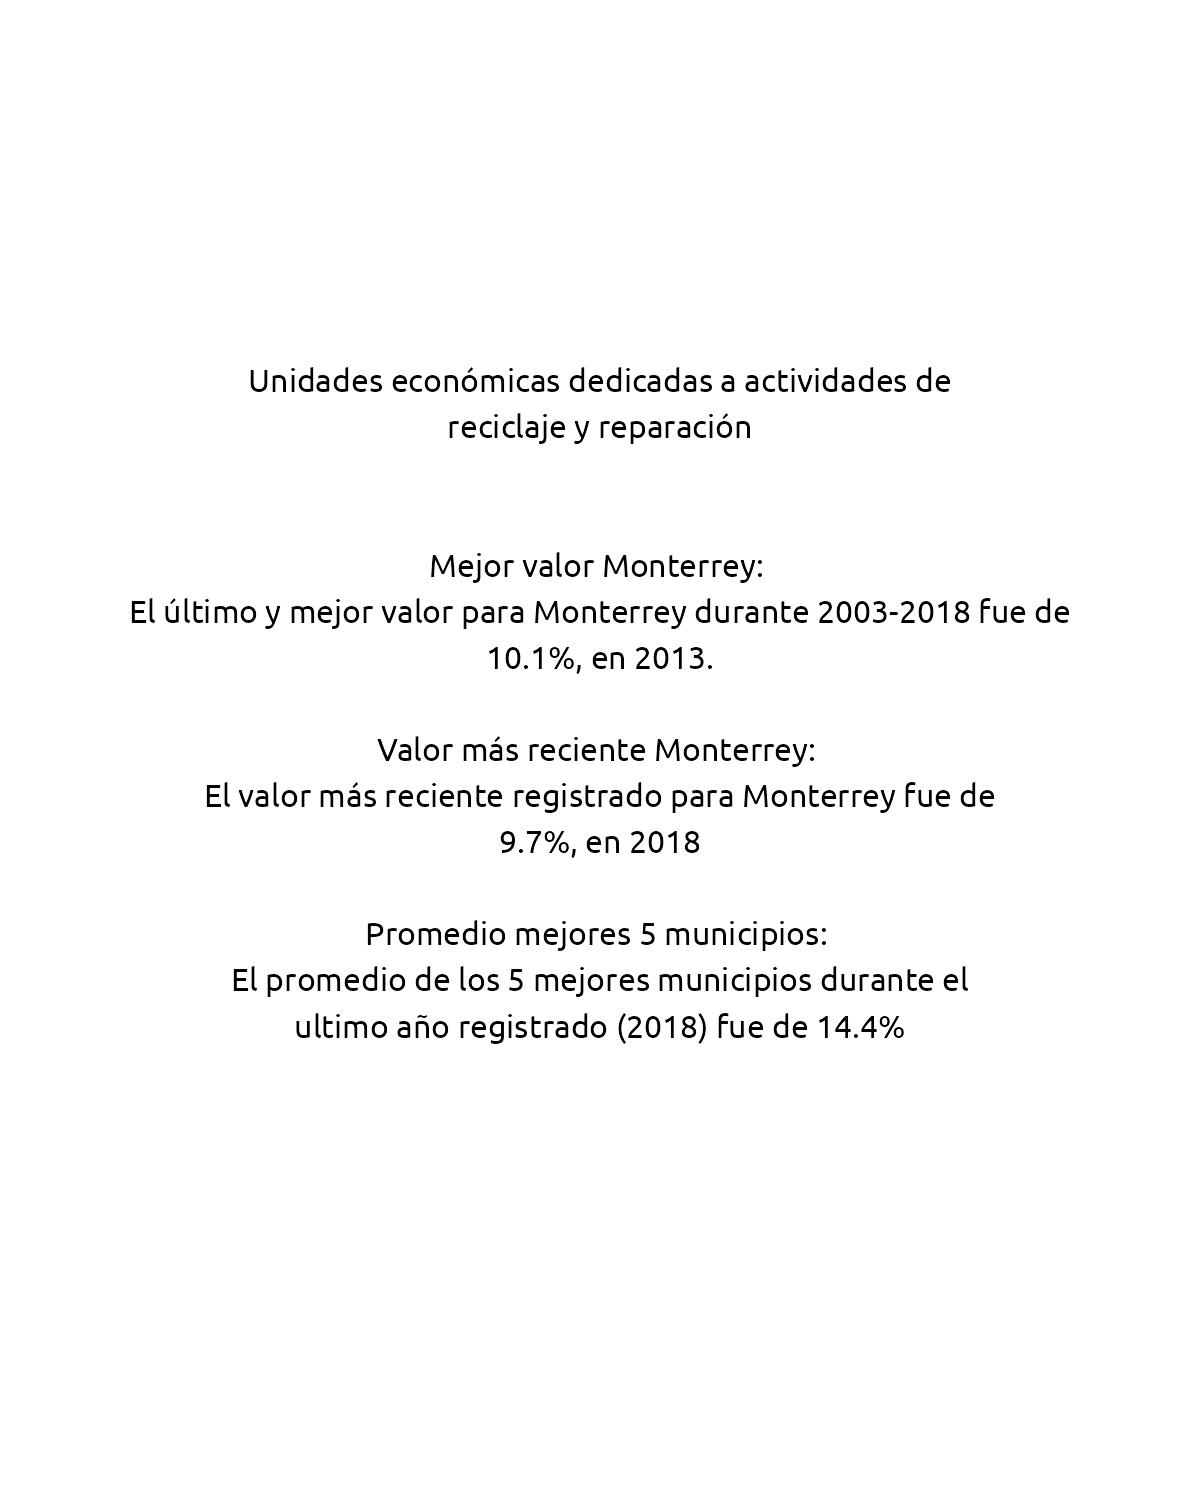 Unidades económicas dedicadas a actividades de
reciclaje y reparación
Mejor valor Monterrey:
El último y mejor valor para Monterrey durante 2003-2018 fue de
10.1%, en 2013.
Valor más reciente Monterrey:
El valor más reciente registrado para Monterrey fue de
9.7%, en 2018
Promedio mejores 5 municipios:
El promedio de los 5 mejores municipios durante el
ultimo año registrado (2018) fue de 14.4%